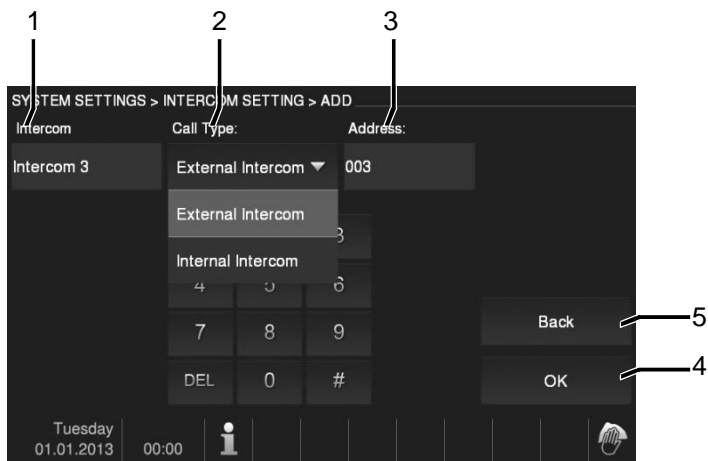 1 2 3
SYSTEM SETTINGS > INTERCOM SETTING > ADD
Intercom Call Type: Address:
Intercom 3 External Intercom 003
External Intercom
3
Internal Intercom
4 5 6
Back 5
7 8 9
4
DEL 0 # OK
Tuesday
01.01.2013 00:00 i